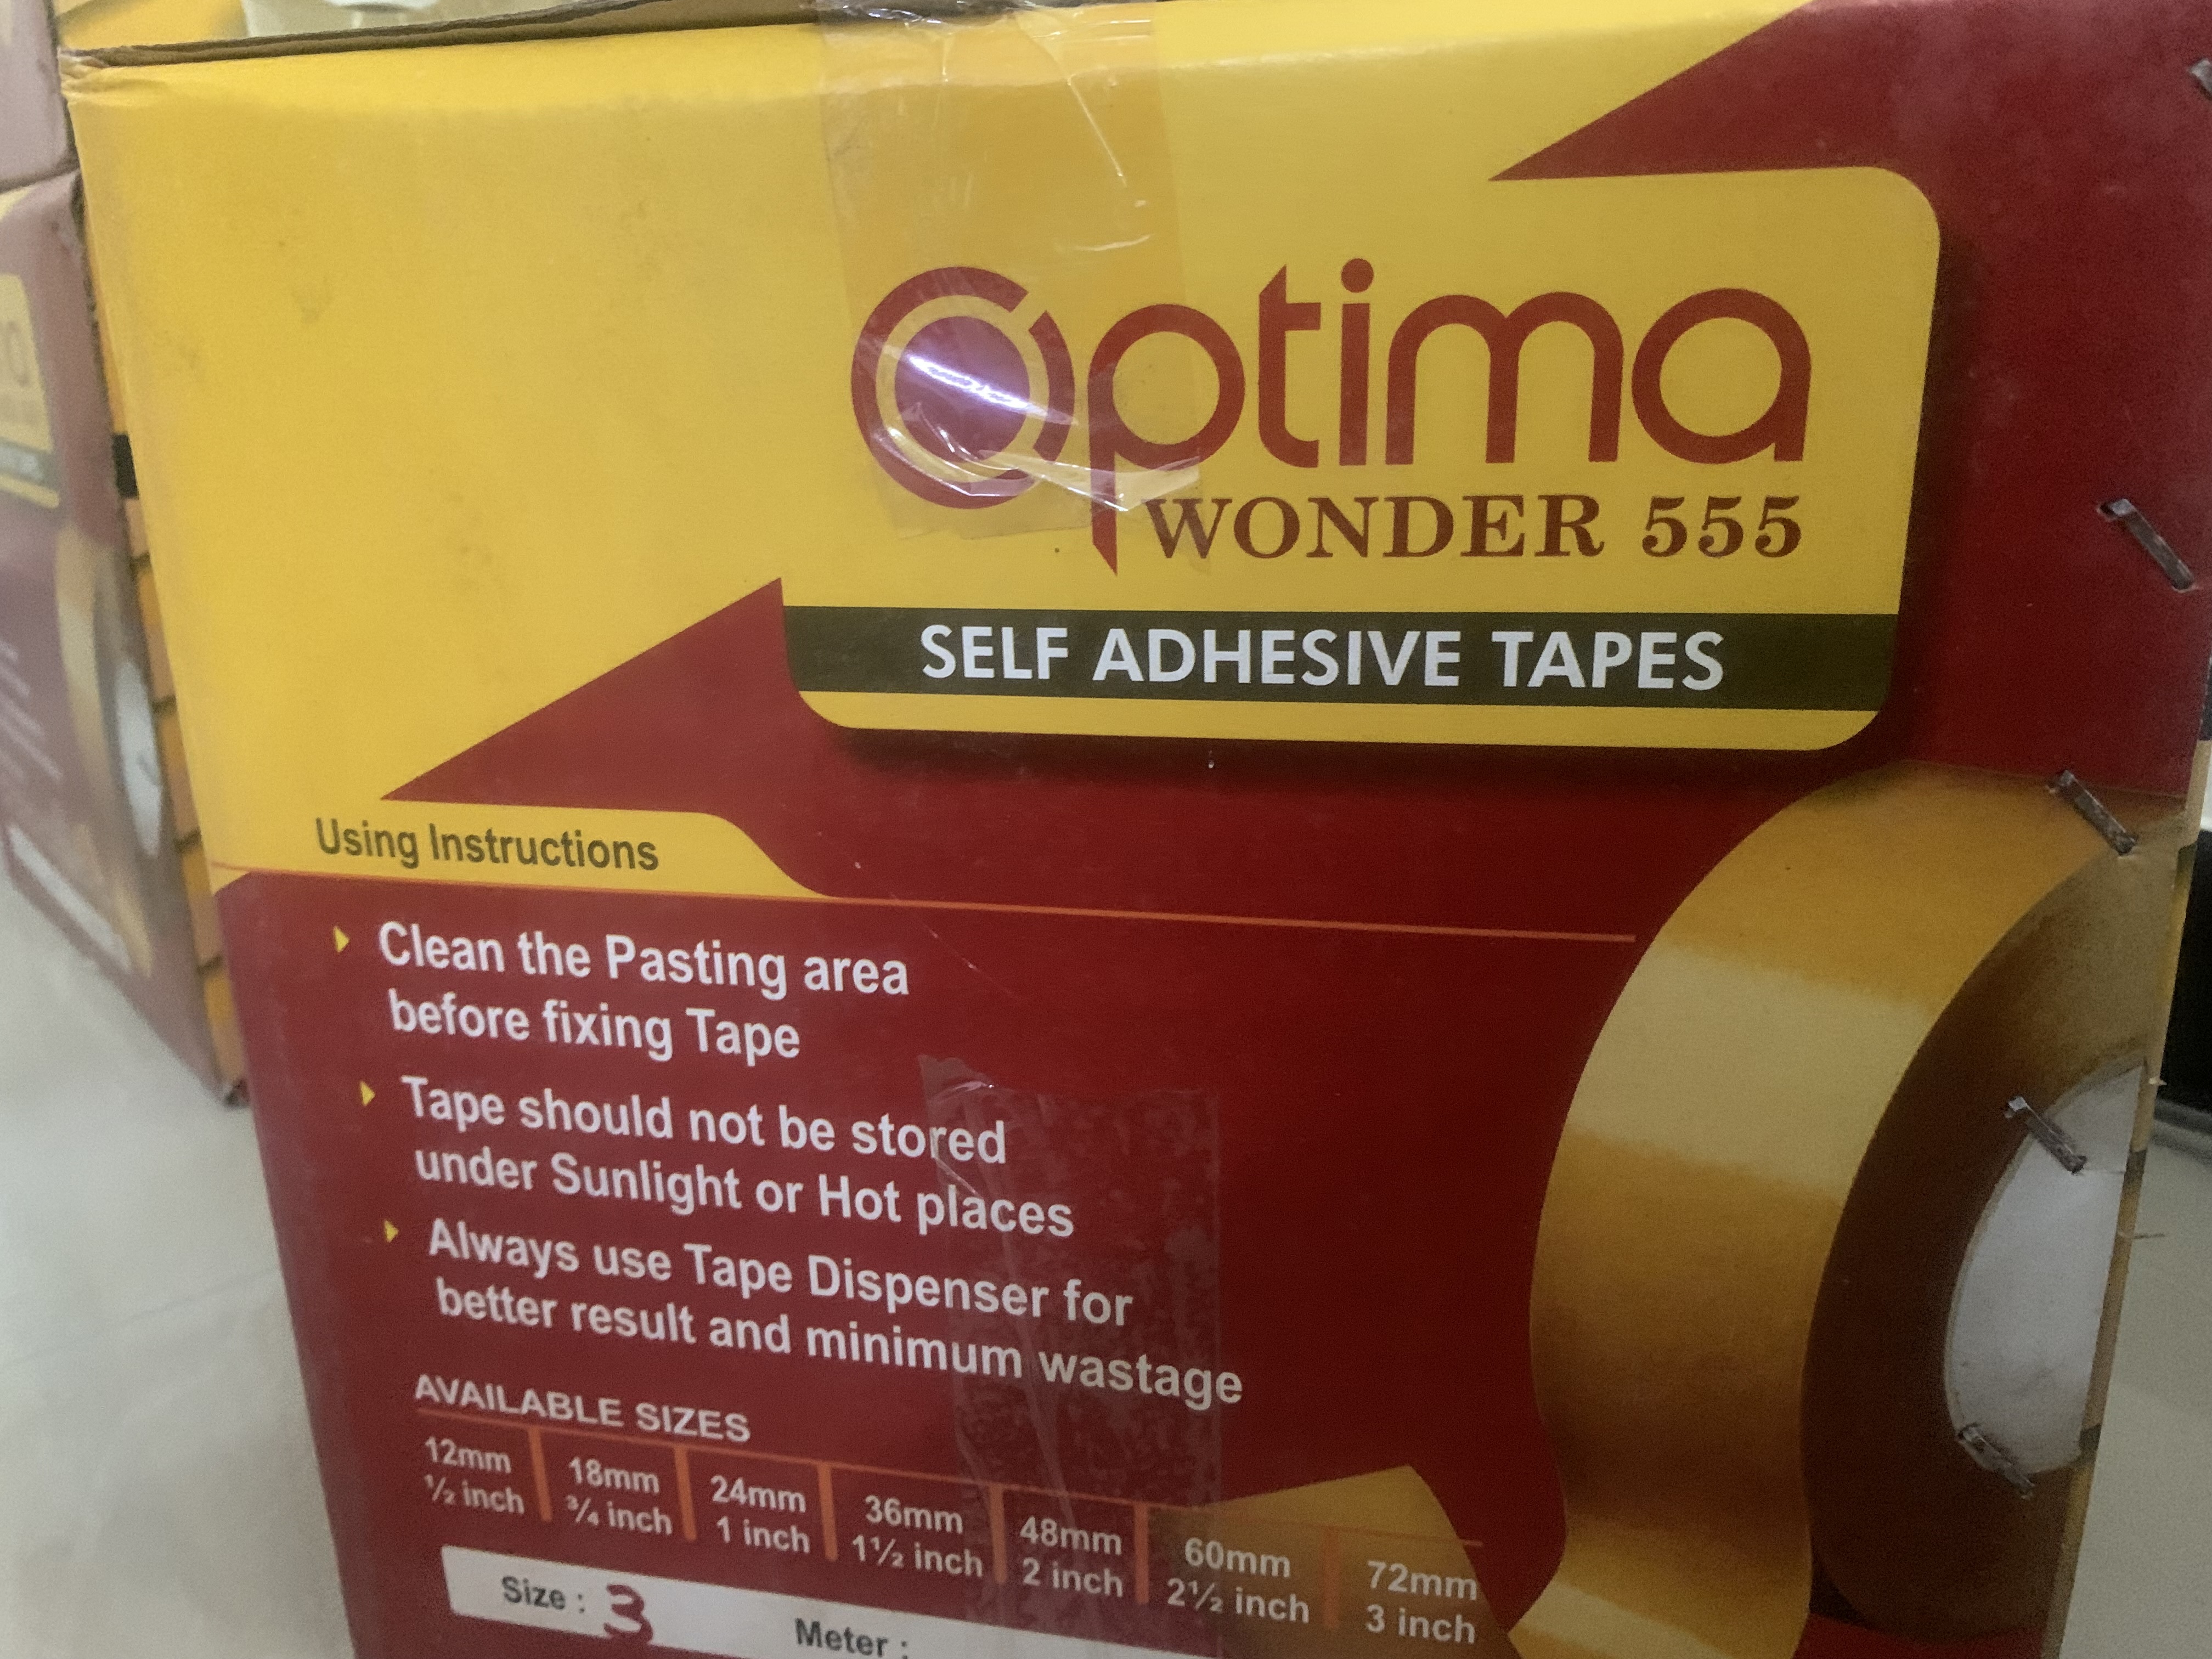 Optima
WONDER 555
SELF ADHESIVE TAPES
Using Instructions
Clean the Pasting area
before fixing Tape
Tape should not be stored
under Sunlight or Hot places
Always use Tape Dispenser for
better result and minimum wastage
AVAILABLE SIZES
12mm 18mm 24mm 36mm 48mm 60mm 72mm
½ inch ¾ inch 1 inch 1½ inch 2 inch 2½ inch 3 inch
Size : 3 Meter :